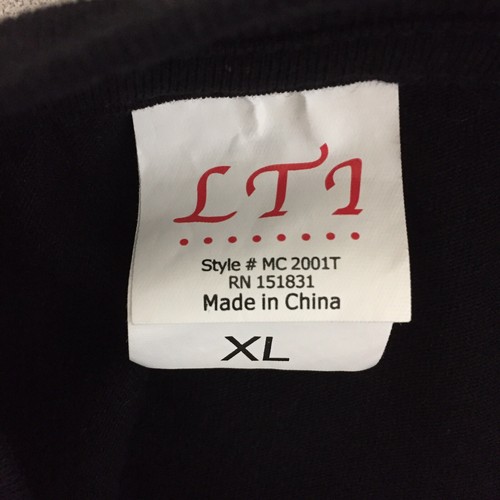 LTI
Style # MC 2001T
RN 151831
Made in China
XL